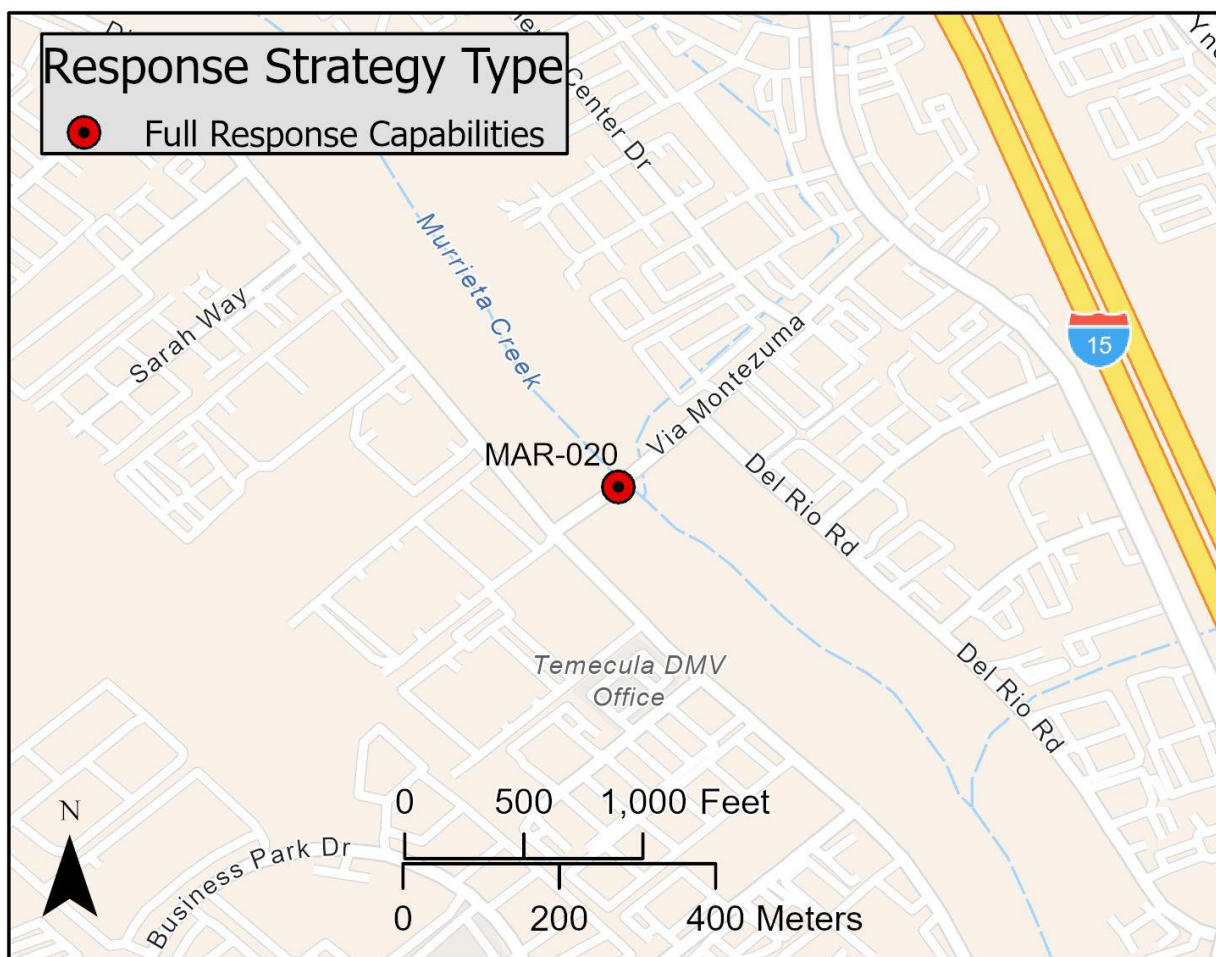 Response Strategy Type
Full Response Capabilities
Center Dr
Murrieta Creek
Sarah Way
15
Via Montezuma
MAR-020
Del Rio Rd
Temecula DMV
Office
Del Rio Rd
N
Business Park Dr
0 500 1,000 Feet
0 200 400 Meters